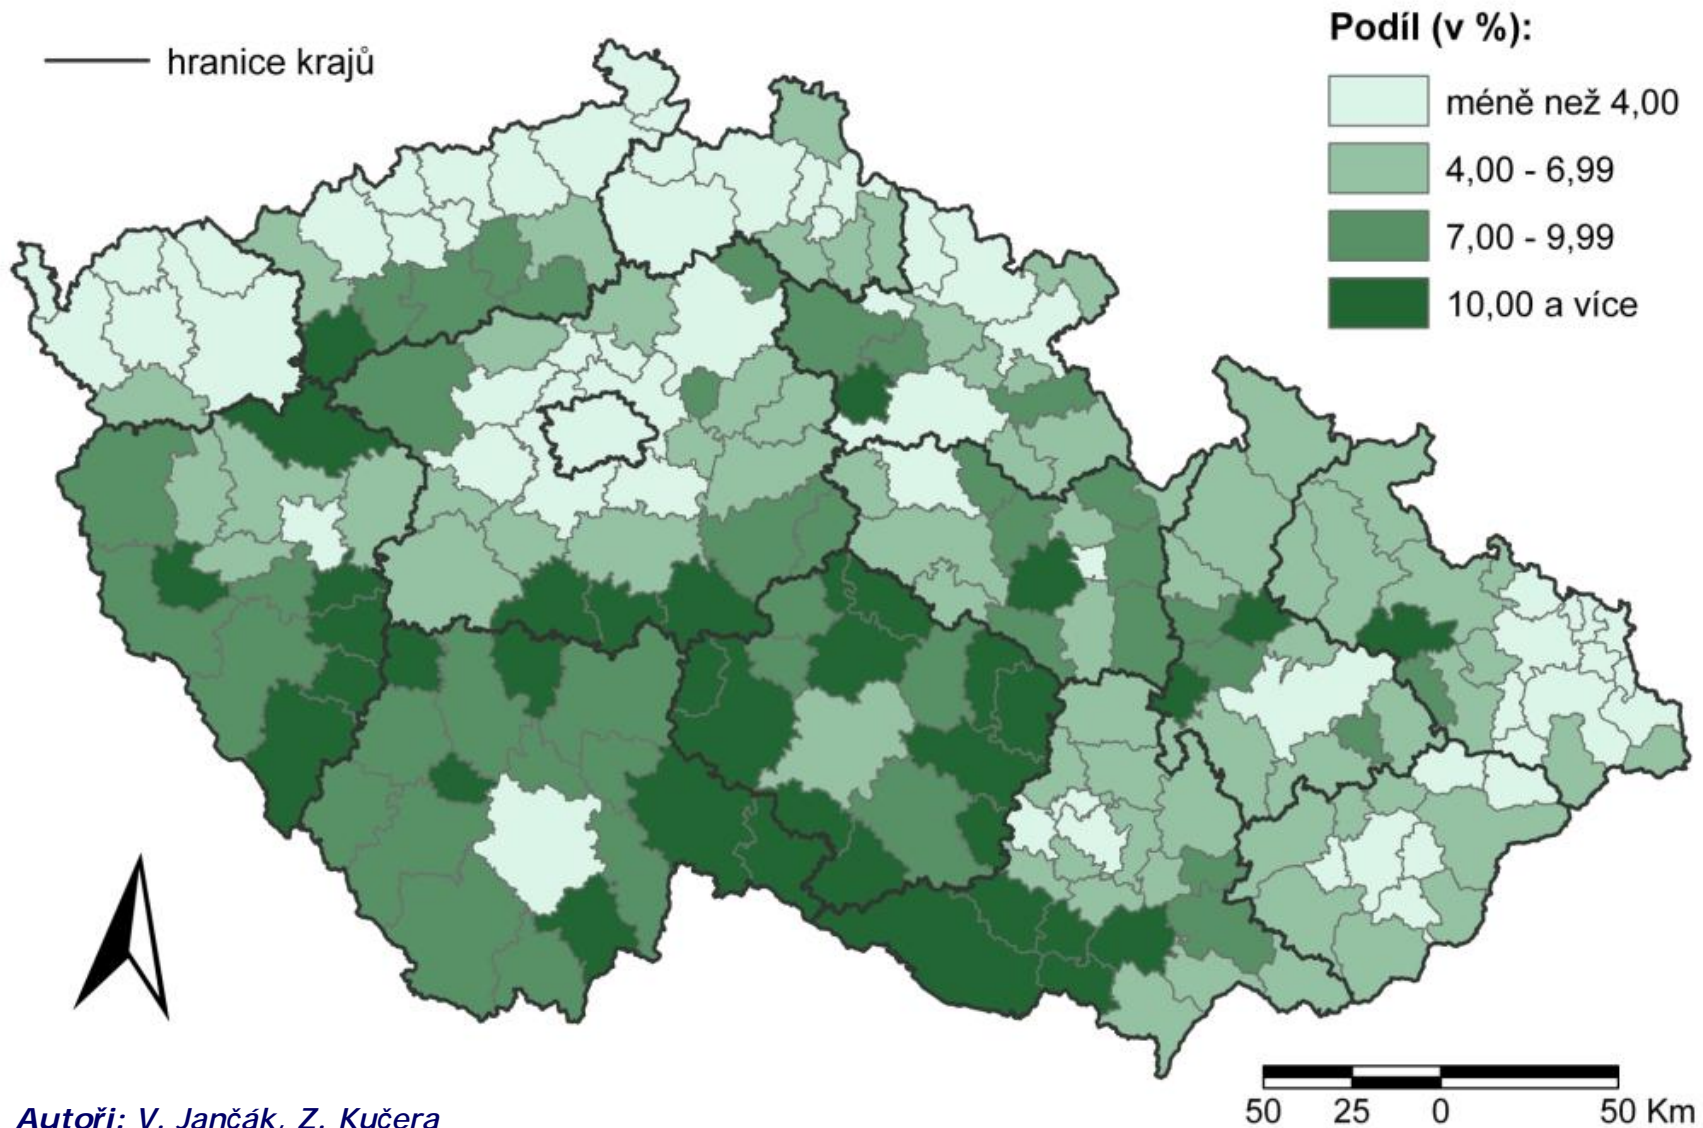 hranice krajů
Podíl (v %):
méně než 4,00
4,00 - 6,99
7,00 - 9,99
10,00 a více
50 25 0 50 Km
Autoři: V. Jančák, Z. Kučera